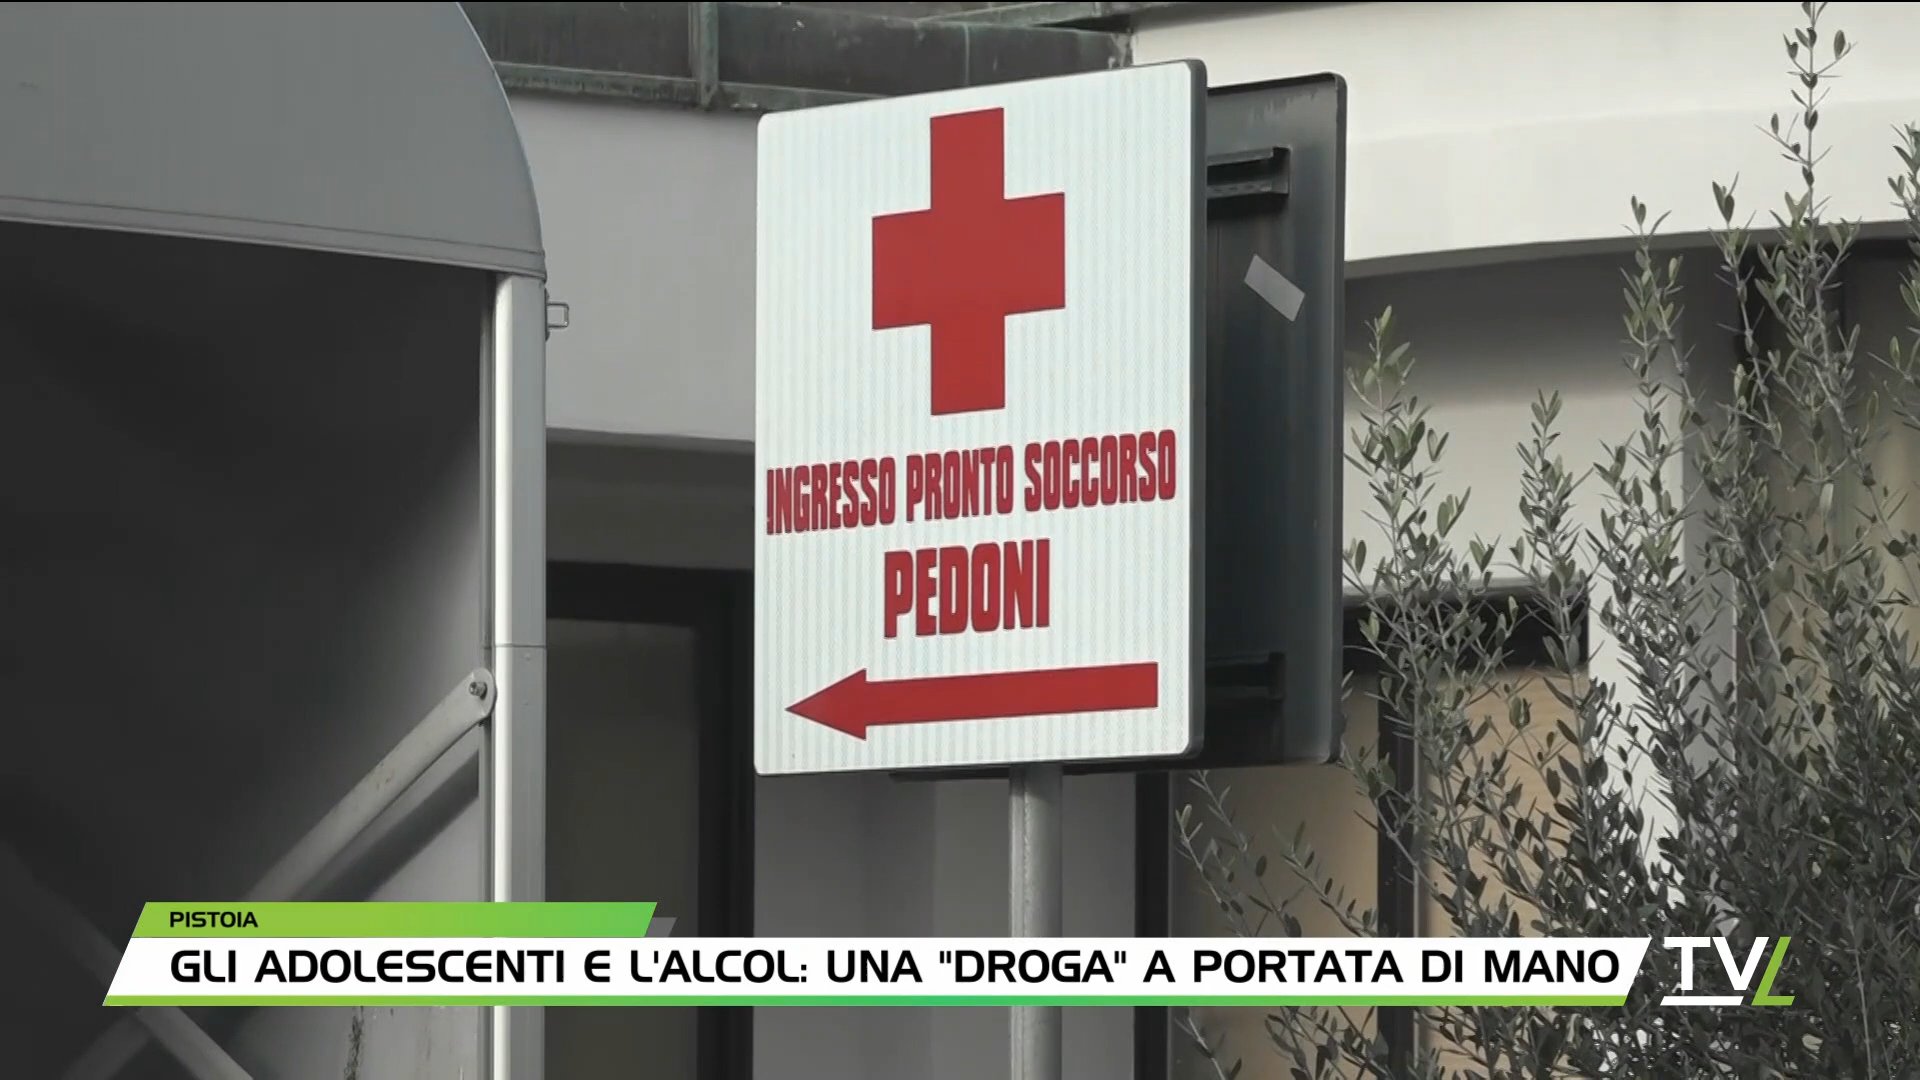 INGRESSO PRONTO SOCCORSO
PEDONI
PISTOIA
GLI ADOLESCENTI E L'ALCOL: UNA "DROGA" A PORTATA DI MANO
TVL